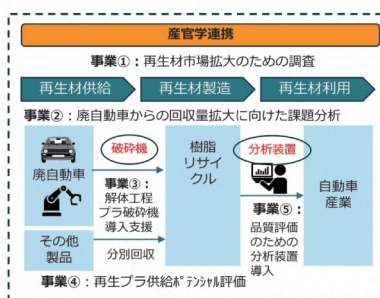 産官学連携
事業①：再生材市場拡大のための調査
再生材供給
再生材製造
再生材利用
事業②：廃自動車からの回収量拡大に向けた課題分析
廃自動車
その他
製品
破砕機
事業③：
解体工程
プラ破砕機
導入支援
分別回収
樹脂
リサイ
クル
分析装置
事業⑤：
品質評価
のための
分析装置
導入
自動車
産業
事業④：再生プラ供給ﾎﾟﾃﾝｼｬﾙ評価